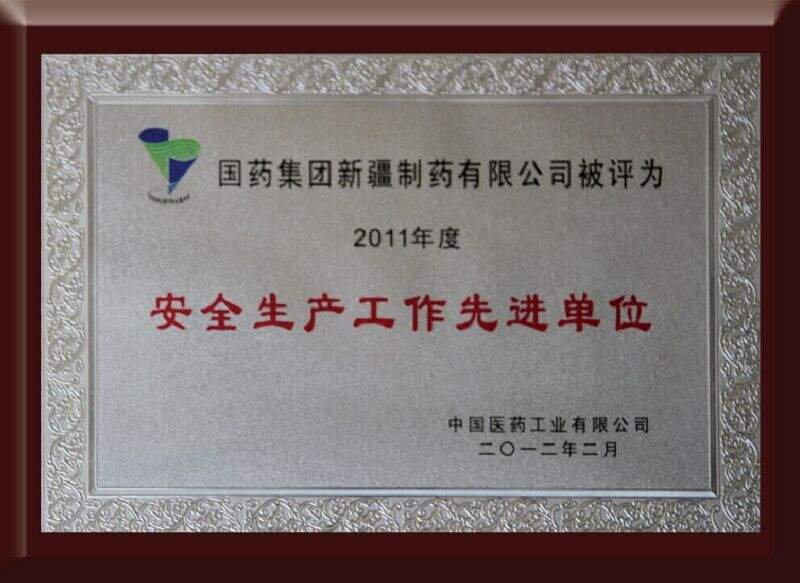 国药集团新疆制药有限公司被评为
2011年度
安全生产工作先进单位
中国医药工业有限公司
二〇一二年二月